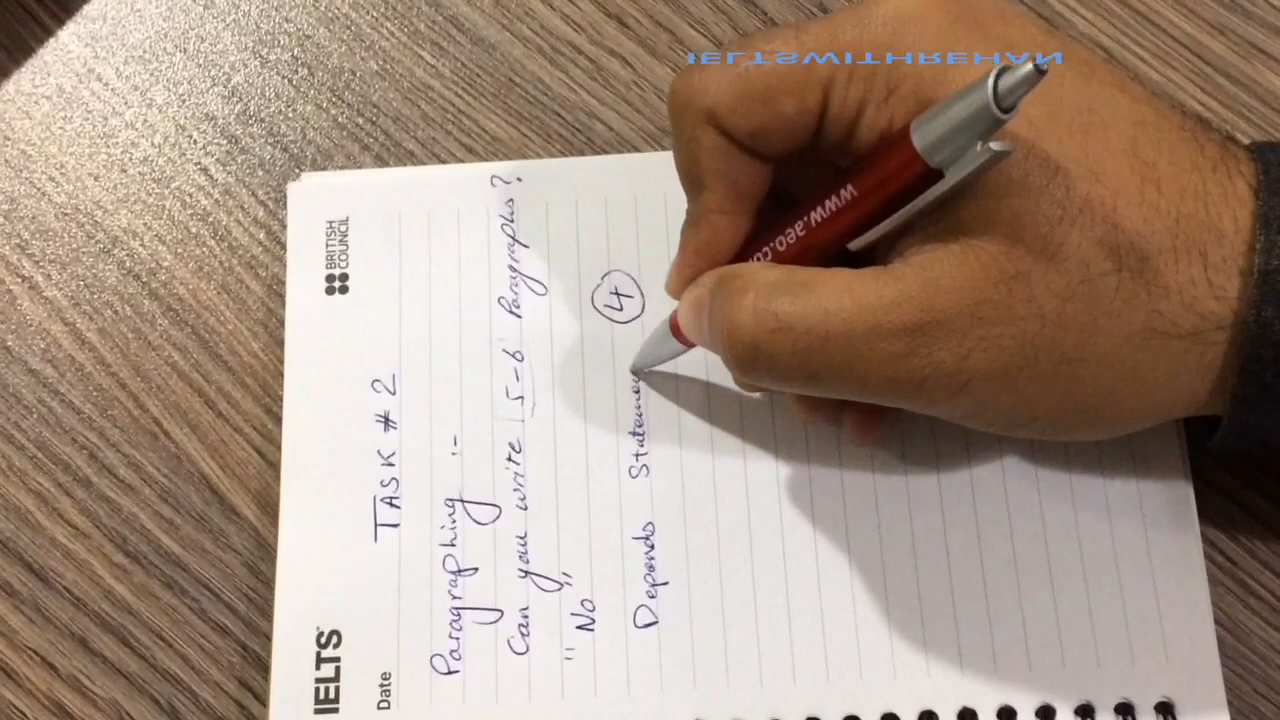 IELTSWITHREHAN
IELTS
BRITISH
COUNCIL
Date
TASK # 2
Paragraphing :-
Can you write 5-6 Paragraphs?
"No"
4
Depends
www.aeo.co